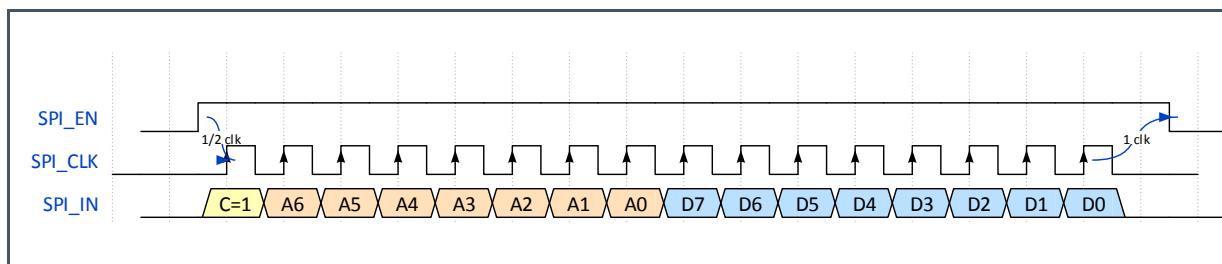 SPI_EN
1/2 clk
1 clk
SPI_CLK
SPI_IN C=1 A6 A5 A4 A3 A2 A1 A0 D7 D6 D5 D4 D3 D2 D1 D0